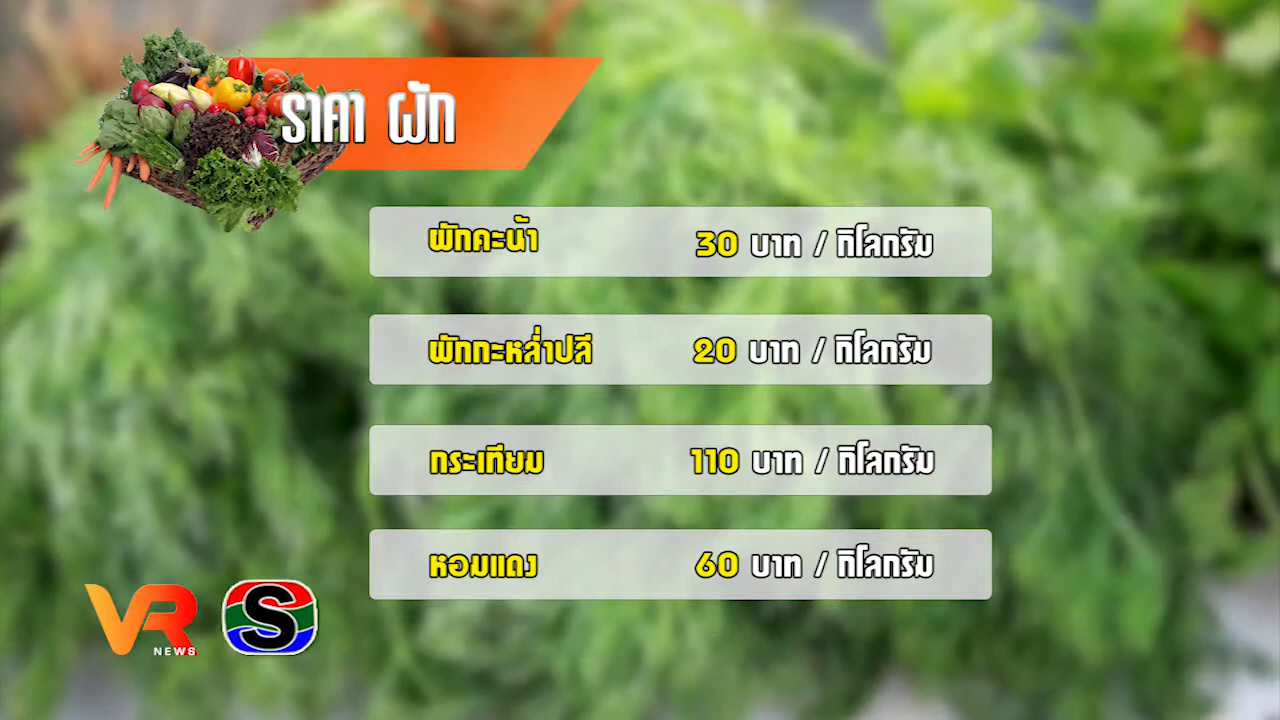 ราคา ผัก
ผักคะน้า 30 บาท / กิโลกรัม
ผักกะหล่ำปลี 20 บาท / กิโลกรัม
กระเทียม 110 บาท / กิโลกรัม
หอมแดง 60 บาท / กิโลกรัม
VR NEWS S